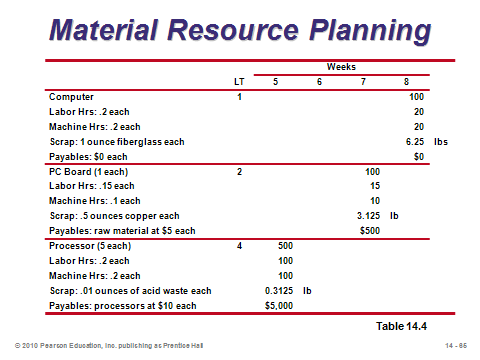 Material Resource Planning
Weeks
LT 5 6 7 8
Computer 1 100
Labor Hrs: .2 each 20
Machine Hrs: .2 each 20
Scrap: 1 ounce fiberglass each 6.25 lbs
Payables: $0 each $0
PC Board (1 each) 2 100
Labor Hrs: .15 each 15
Machine Hrs: .1 each 10
Scrap: .5 ounces copper each 3.125 lb
Payables: raw material at $5 each $500
Processor (5 each) 4 500
Labor Hrs: .2 each 100
Machine Hrs: .2 each 100
Scrap: .01 ounces of acid waste each 0.3125 lb
Payables: processors at $10 each $5,000
Table 14.4
© 2010 Pearson Education, Inc. publishing as Prentice Hall 14 - 65